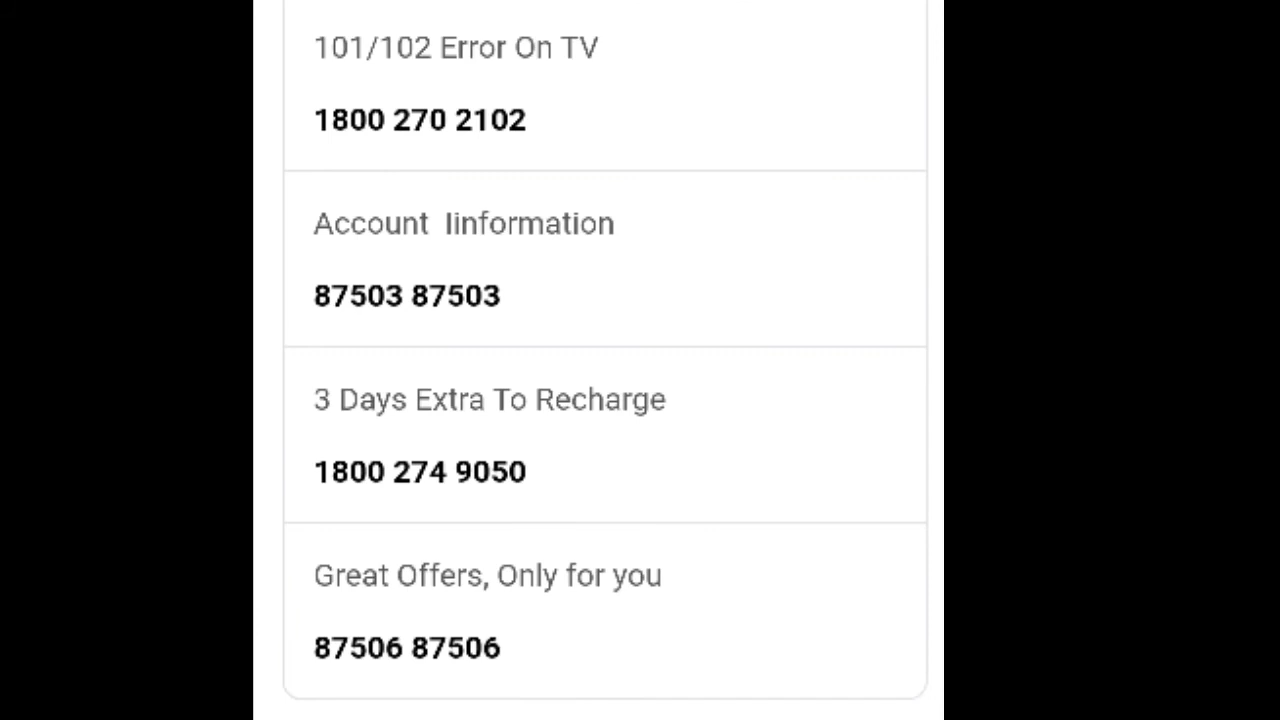 101/102 Error On TV
1800 270 2102
Account  Iinformation
87503 87503
3 Days Extra To Recharge
1800 274 9050
Great Offers, Only for you
87506 87506